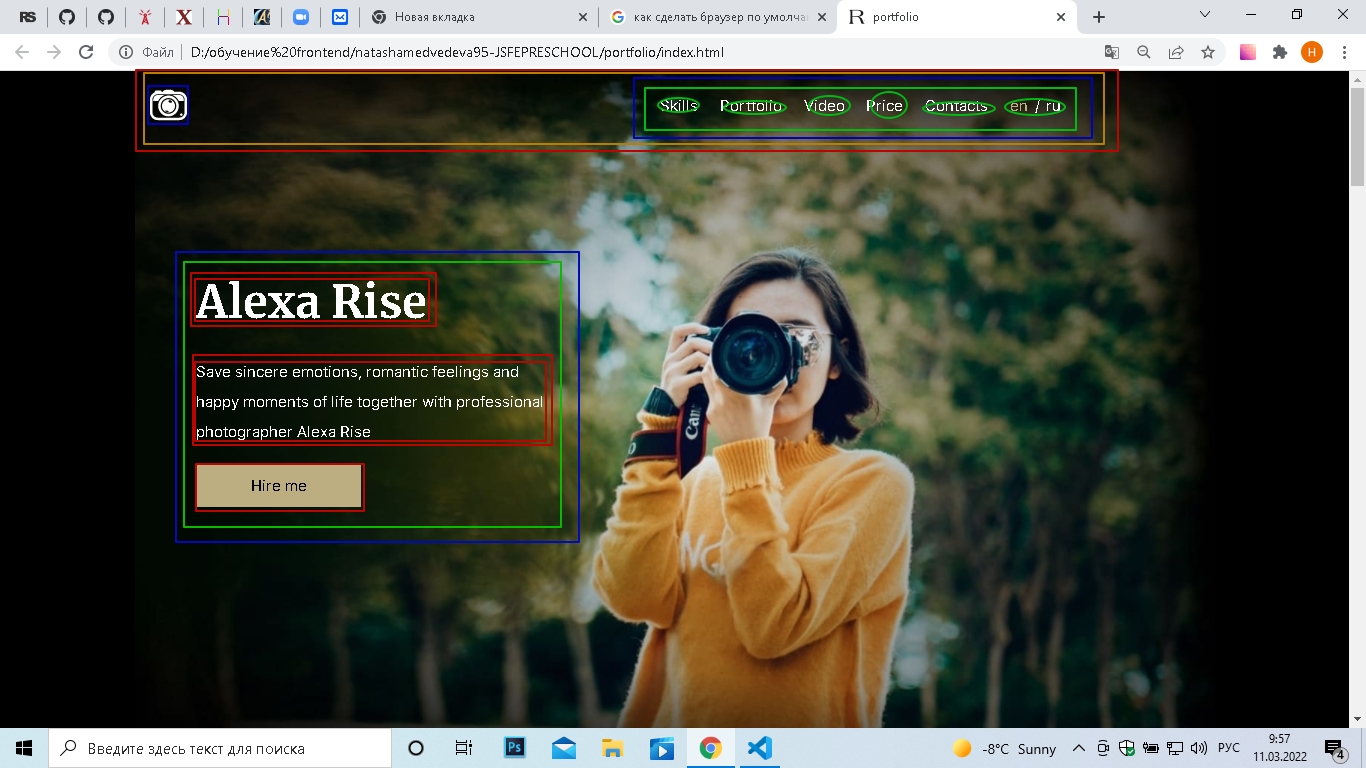 RS
Новая вкладка
как сделать браузер по умолча
R portfolio
Файл
D:/обучение%20frontend/natashamedvedeva95-JSFEPRESCHOOL/portfolio/index.html
H
Skills Portfolio Video Price Contacts en / ru
Alexa Rise
Save sincere emotions, romantic feelings and
happy moments of life together with professional
photographer Alexa Rise
Hire me
Canon
NG
Введите здесь текст для поиска
Ps
-8°C Sunny
РУС
9:57
11.03.2022
4